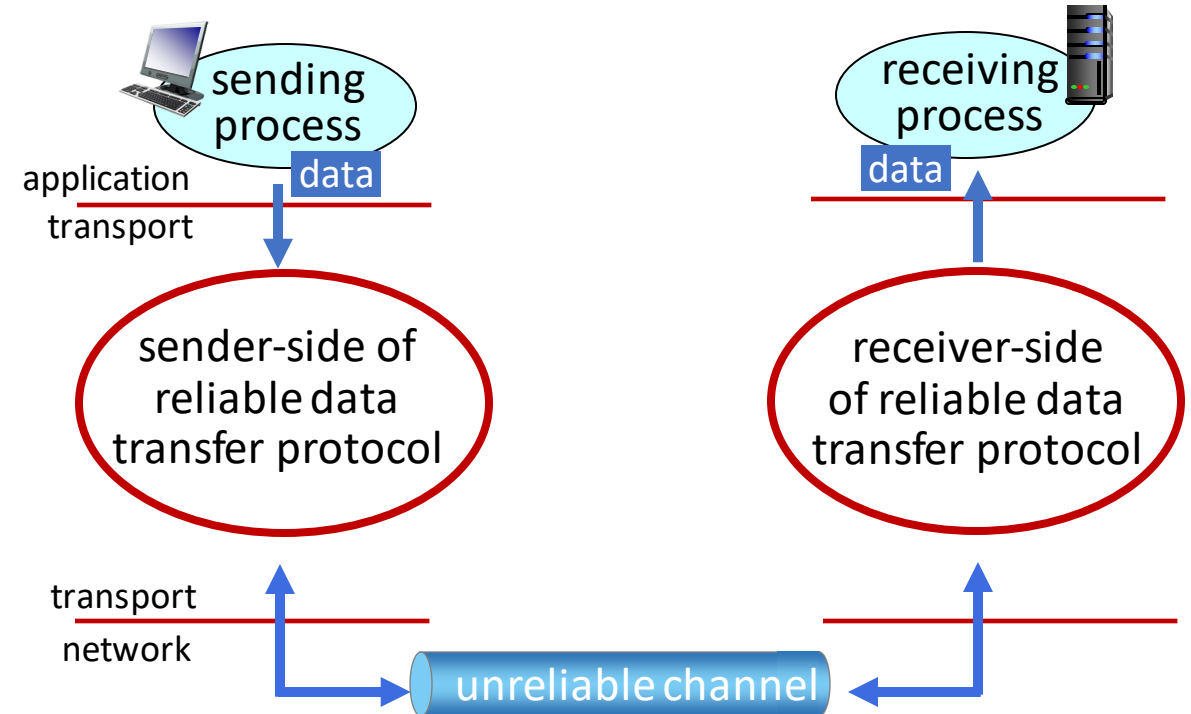 sending
process
data
application
transport
receiving
process
data
sender-side of
reliable data
transfer protocol
receiver-side
of reliable data
transfer protocol
transport
network
unreliable channel